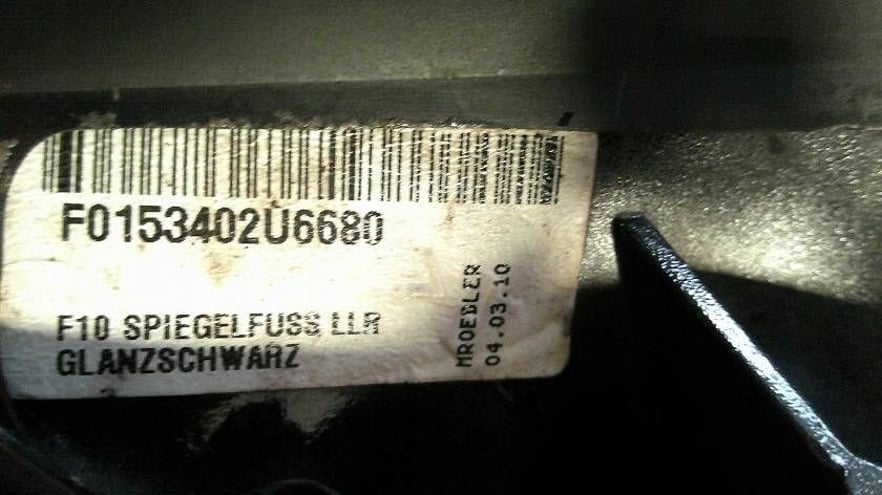 F0153402U6680
F10 SPIEGELFUSS LLR
GLANZSCHWARZ
MROEDLER
04.03.10